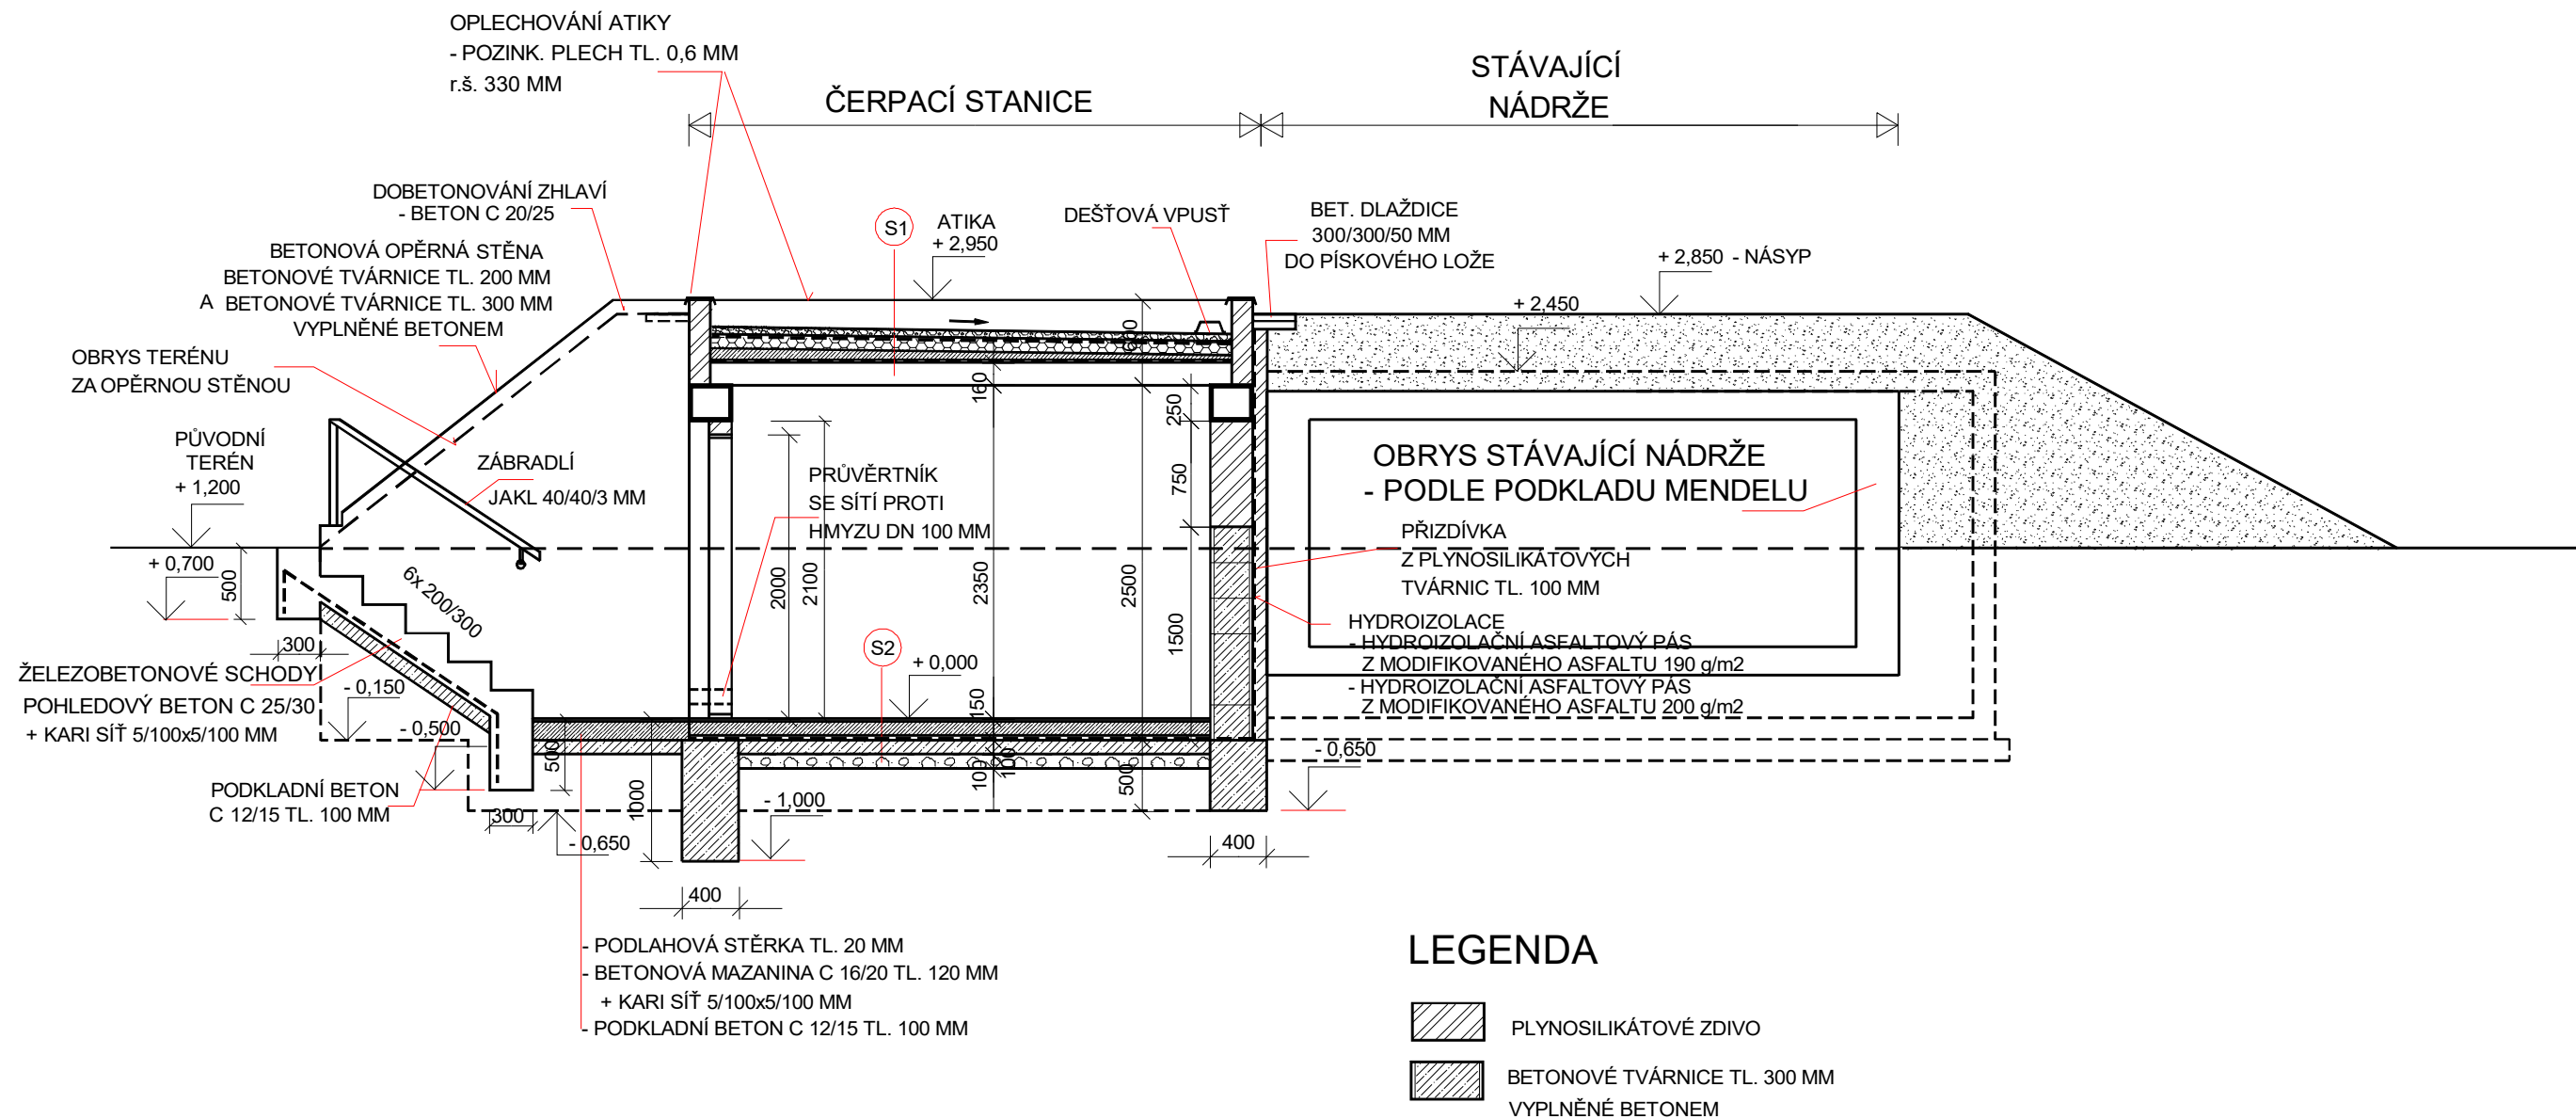 OPLECHOVÁNÍ ATIKY
- POZINK. PLECH TL. 0,6 MM
r.š. 330 MM
ČERPACÍ STANICE
STÁVAJÍCÍ
NÁDRŽE
DOBETONOVÁNÍ ZHLAVÍ
- BETON C 20/25
BETONOVÁ OPĚRNÁ STĚNA
BETONOVÉ TVÁRNICE TL. 200 MM
A BETONOVÉ TVÁRNICE TL. 300 MM
VYPLNĚNÉ BETONEM
OBRYS TERÉNU
ZA OPĚRNOU STĚNOU
S1
ATIKA
+ 2,950
DEŠŤOVÁ VPUSŤ
BET. DLAŽDICE
300/300/50 MM
DO PÍSKOVÉHO LOŽE
+ 2,850 - NÁSYP
+ 2,450
600
160
250
750
PŮVODNÍ
TERÉN
+ 1,200
ZÁBRADLÍ
JAKL 40/40/3 MM
PRŮVĚRTNÍK
SE SÍTÍ PROTI
HMYZU DN 100 MM
OBRYS STÁVAJÍCÍ NÁDRŽE
- PODLE PODKLADU MENDELU
PŘIZDÍVKA
Z PLYNOSILIKÁTOVÝCH
TVÁRNIC TL. 100 MM
HYDROIZOLACE
- HYDROIZOLAČNÍ ASFALTOVÝ PÁS
Z MODIFIKOVANÉHO ASFALTU 190 g/m2
- HYDROIZOLAČNÍ ASFALTOVÝ PÁS
Z MODIFIKOVANÉHO ASFALTU 200 g/m2
+ 0,700
500
6x 200/300
2000
2100
2350
2500
1500
300
S2
+ 0,000
150
ŽELEZOBETONOVÉ SCHODY
POHLEDOVÝ BETON C 25/30
+ KARI SÍŤ 5/100x5/100 MM
- 0,150
- 0,500
500
PODKLADNÍ BETON
C 12/15 TL. 100 MM
300
- 0,650
1000
- 1,000
100
100
500
- 0,650
400
400
- PODLAHOVÁ STĚRKA TL. 20 MM
- BETONOVÁ MAZANINA C 16/20 TL. 120 MM
+ KARI SÍŤ 5/100x5/100 MM
- PODKLADNÍ BETON C 12/15 TL. 100 MM
LEGENDA
PLYNOSILIKÁTOVÉ ZDIVO
BETONOVÉ TVÁRNICE TL. 300 MM
VYPLNĚNÉ BETONEM